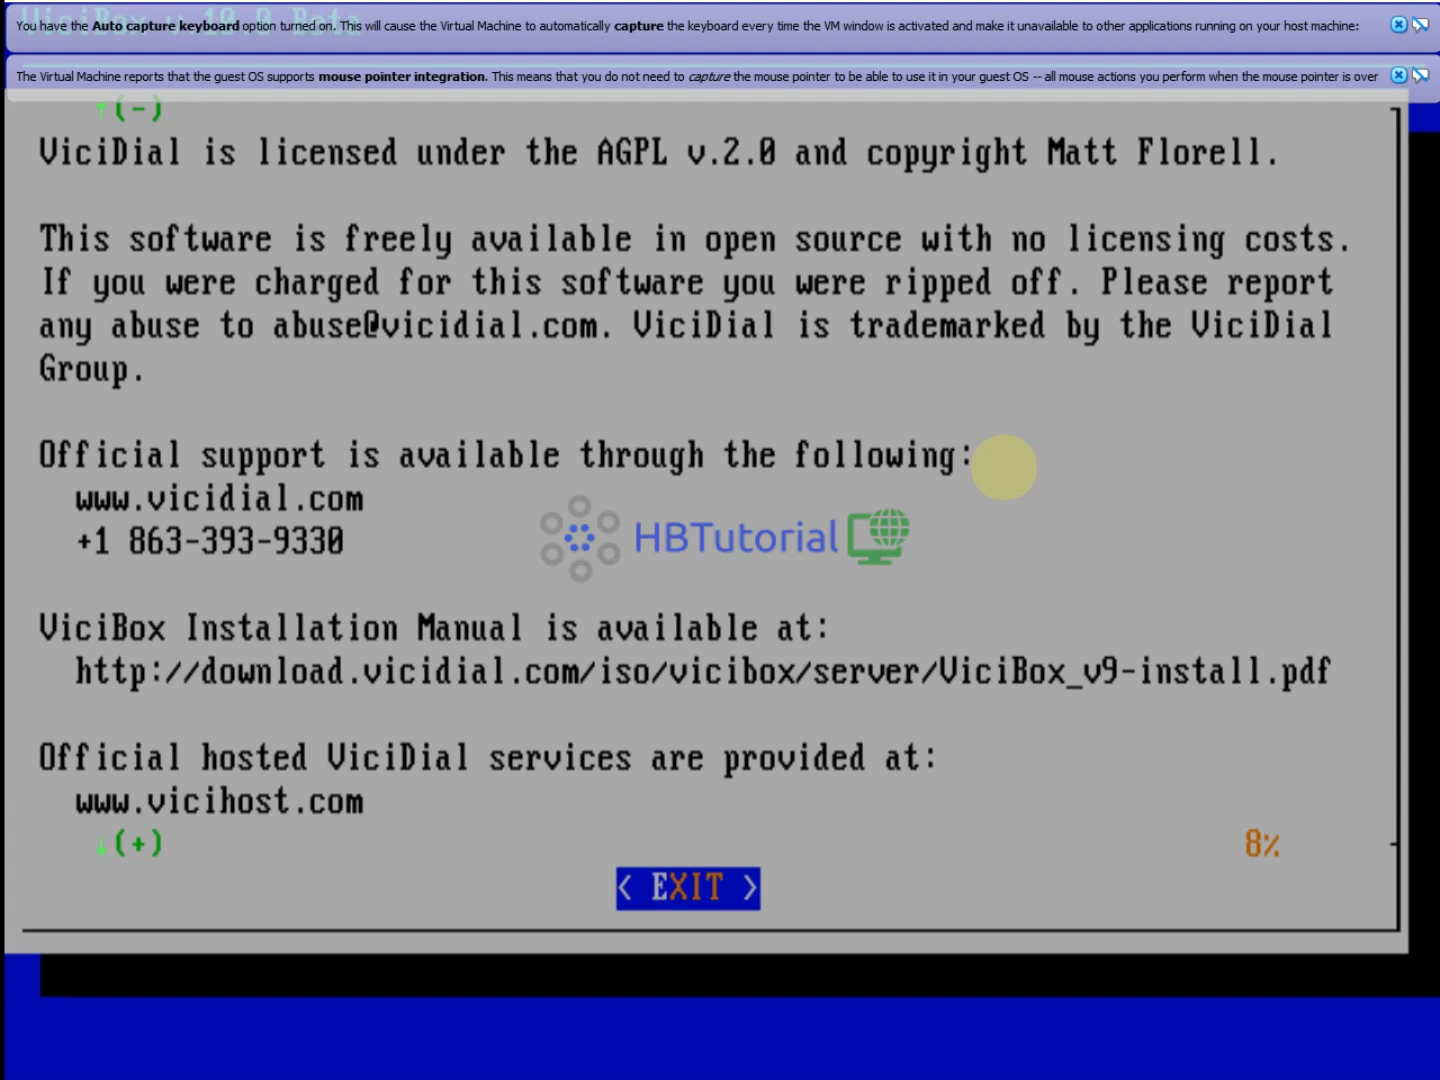 ViciBox v.10.0 Beta
You have the Auto capture keyboard option turned on. This will cause the Virtual Machine to automatically capture the keyboard every time the VM window is activated and make it unavailable to other applications running on your host machine:
The Virtual Machine reports that the guest OS supports mouse pointer integration. This means that you do not need to capture the mouse pointer to be able to use it in your guest OS -- all mouse actions you perform when the mouse pointer is over
↑(-)
ViciDial is licensed under the AGPL v.2.0 and copyright Matt Florell.
This software is freely available in open source with no licensing costs.
If you were charged for this software you were ripped off. Please report
any abuse to abuse@vicidial.com. ViciDial is trademarked by the ViciDial
Group.
Official support is available through the following:
www.vicidial.com
+1 863-393-9330
HBTutorial
ViciBox Installation Manual is available at:
http://download.vicidial.com/iso/vicibox/server/ViciBox_v9-install.pdf
Official hosted ViciDial services are provided at:
www.vicihost.com
↓(+)
8%
< EXIT >